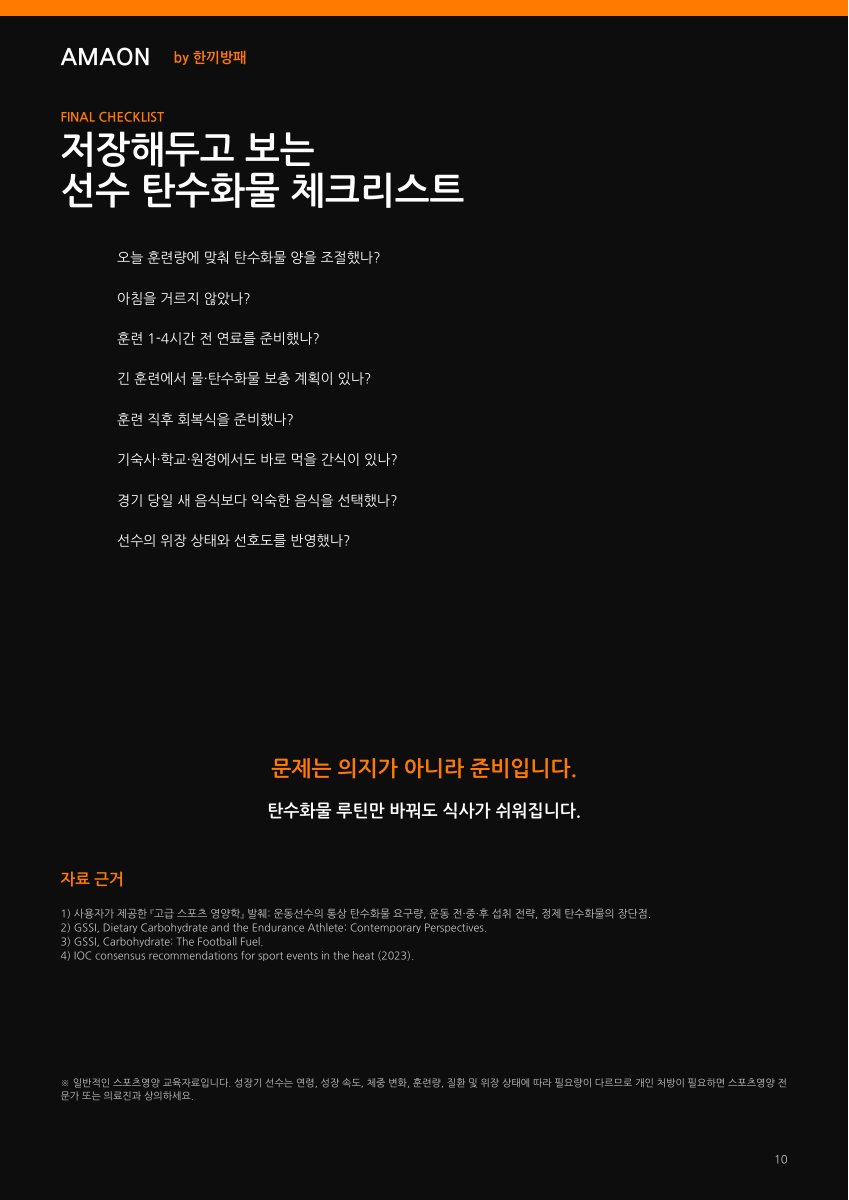 AMAON by 한끼방패
FINAL CHECKLIST
저장해두고 보는
선수 탄수화물 체크리스트
오늘 훈련량에 맞춰 탄수화물 양을 조절했나?
아침을 거르지 않았나?
훈련 1-4시간 전 연료를 준비했나?
긴 훈련에서 물·탄수화물 보충 계획이 있나?
훈련 직후 회복식을 준비했나?
기숙사·학교·원정에서도 바로 먹을 간식이 있나?
경기 당일 새 음식보다 익숙한 음식을 선택했나?
선수의 위장 상태와 선호도를 반영했나?
문제는 의지가 아니라 준비입니다.
탄수화물 루틴만 바꿔도 식사가 쉬워집니다.
자료 근거
1) 사용자가 제공한 『고급 스포츠 영양학』 발췌: 운동선수의 통상 탄수화물 요구량, 운동 전·중·후 섭취 전략, 정제 탄수화물의 장단점.
2) GSSI, Dietary Carbohydrate and the Endurance Athlete: Contemporary Perspectives.
3) GSSI, Carbohydrate: The Football Fuel.
4) IOC consensus recommendations for sport events in the heat (2023).
※ 일반적인 스포츠영양 교육자료입니다. 성장기 선수는 연령, 성장 속도, 체중 변화, 훈련량, 질환 및 위장 상태에 따라 필요량이 다르므로 개인 처방이 필요하면 스포츠영양 전
문가 또는 의료진과 상의하세요.
10